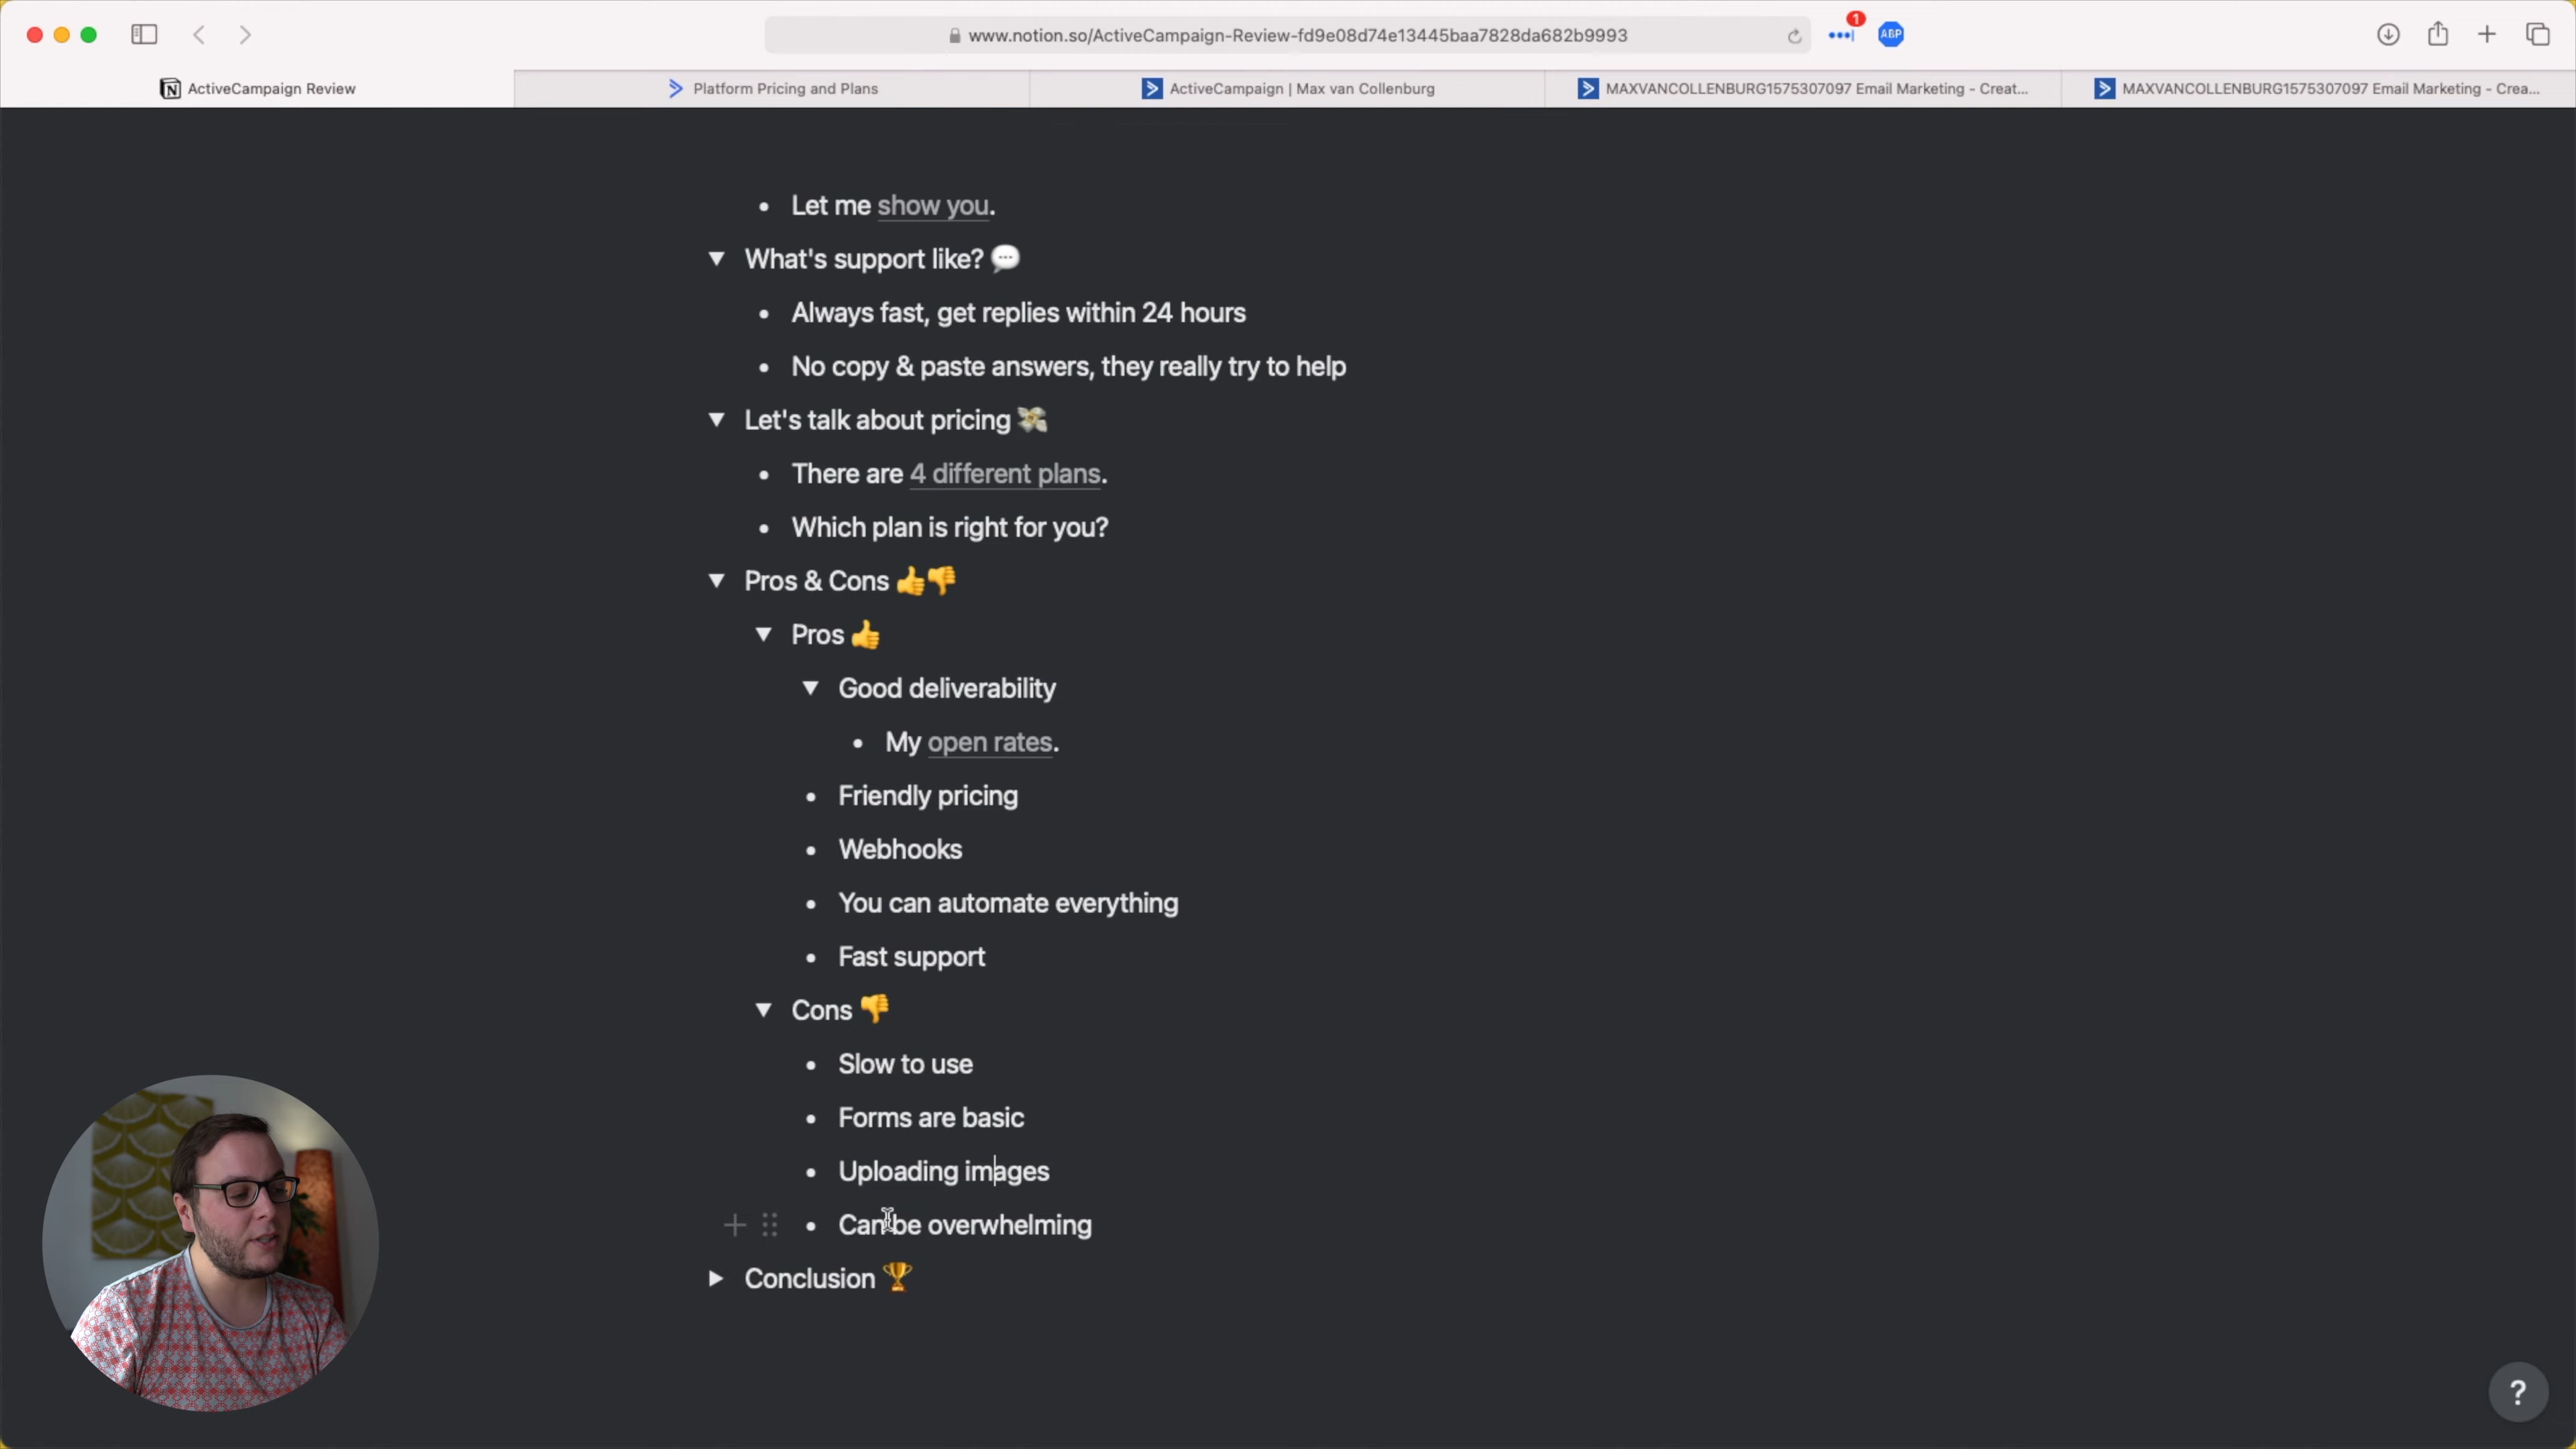 www.notion.so/ActiveCampaign-Review-fd9e08d74e13445baa7828da682b9993
1
ABP
ActiveCampaign Review
Platform Pricing and Plans
ActiveCampaign | Max van Collenburg
MAXVANCOLLENBURG1575307097 Email Marketing - Creat...
MAXVANCOLLENBURG1575307097 Email Marketing - Crea...
Let me show you.
What's support like? 💬
Always fast, get replies within 24 hours
No copy & paste answers, they really try to help
Let's talk about pricing 💸
There are 4 different plans.
Which plan is right for you?
Pros & Cons 👍👎
Pros 👍
Good deliverability
My open rates.
Friendly pricing
Webhooks
You can automate everything
Fast support
Cons 👎
Slow to use
Forms are basic
Uploading images
Can be overwhelming
Conclusion 🏆
?